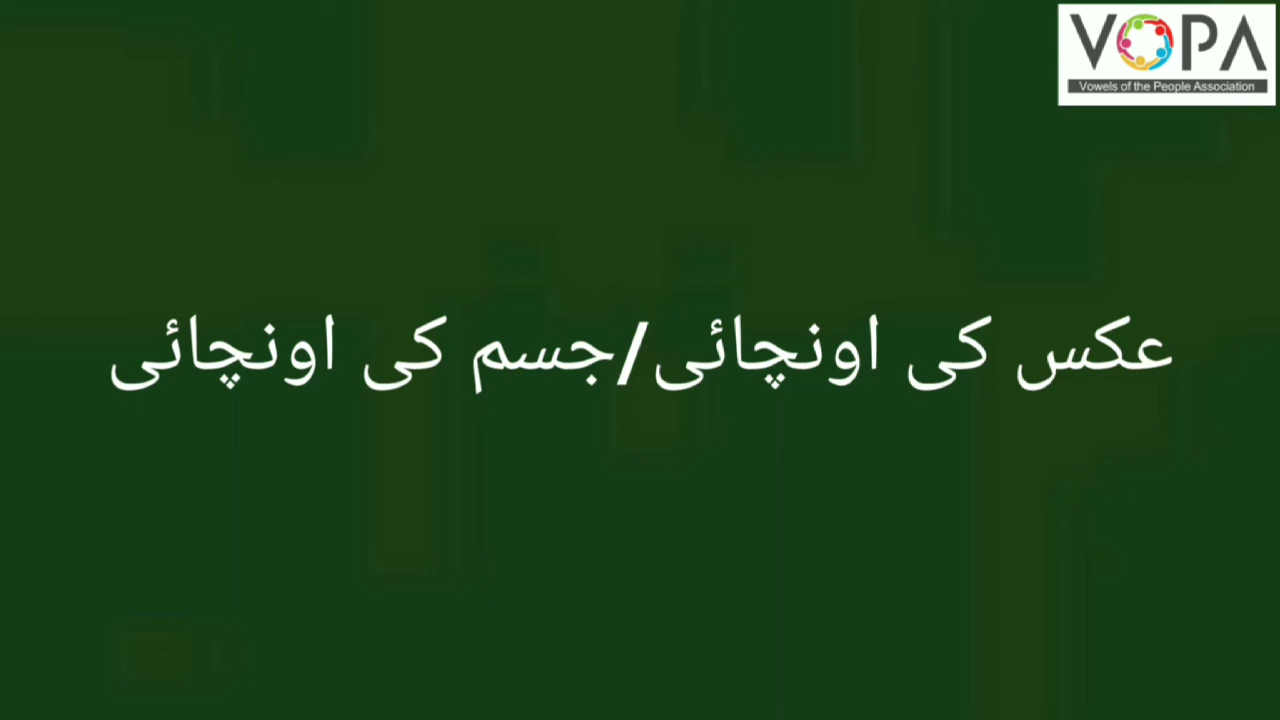 VOPA
Vowels of the People Association
عکس کی اونچائی/جسم کی اونچائی